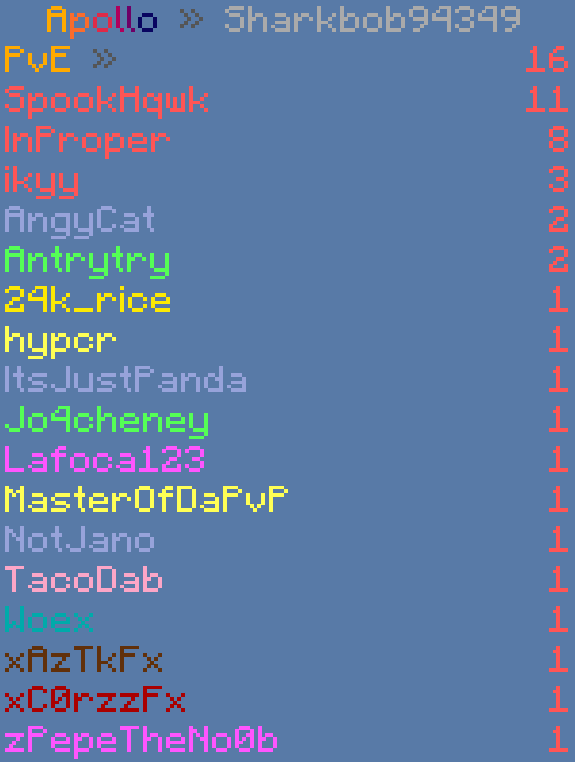 Apollo » Sharkbob94349
PvE » 16
SpookHqwk 11
InProper 8
ikyy 3
AngyCat 2
Antrytry 2
24k_rice 1
hypcr 1
ItsJustPanda 1
Jo4cheney 1
Lafoca123 1
MasterOfDaPvP 1
NotJano 1
TacoDab 1
Woex 1
xAzTkFx 1
xC0rzzFx 1
zPepeTheNo0b 1